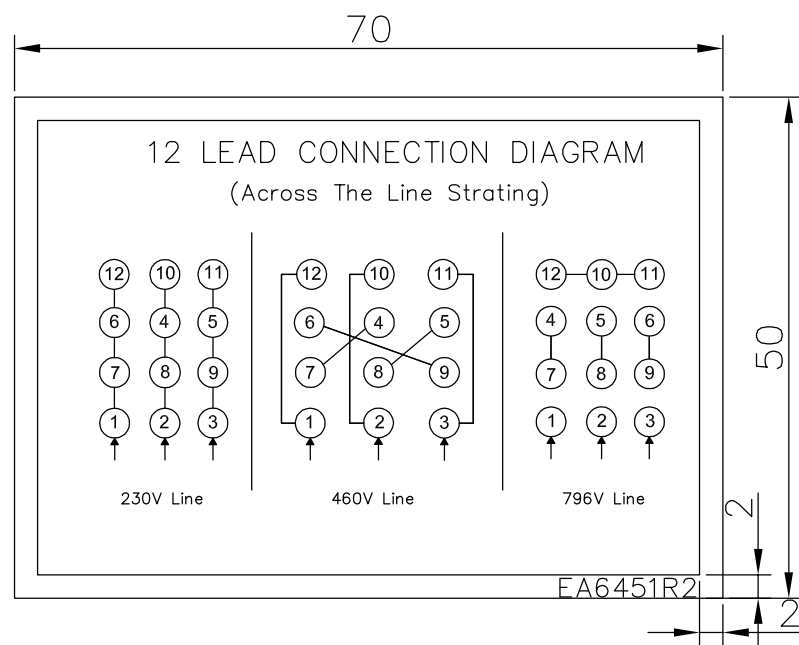 70
12 LEAD CONNECTION DIAGRAM
(Across The Line Strating)
12 10 11 12 10 11 12 10 11
6 4 5 6 4 5 4 5 6
7 8 9 7 8 9 7 8 9
1 2 3 1 2 3 1 2 3
230V Line 460V Line 796V Line
50
2
EA6451R2
2